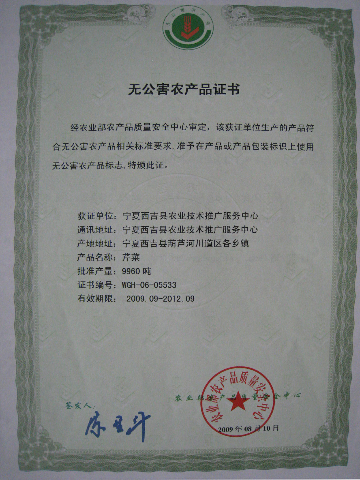 无公害农产品证书
经农业部农产品质量安全中心审定，该获证单位生产的产品符
合无公害农产品相关标准要求，准予在产品或产品包装标识上使用
无公害农产品标志，特颁此证。
获证单位：宁夏西吉县农业技术推广服务中心
通讯地址：宁夏西吉县农业技术推广服务中心
产地地址：宁夏西吉县葫芦河川道区各乡镇
产品名称：芹菜
批准产量：9960 吨
证书编号：WGH-06-05533
有效期限：2009.09-2012.09
农业部农产品质量安全中心
签发人
2009年08月10日